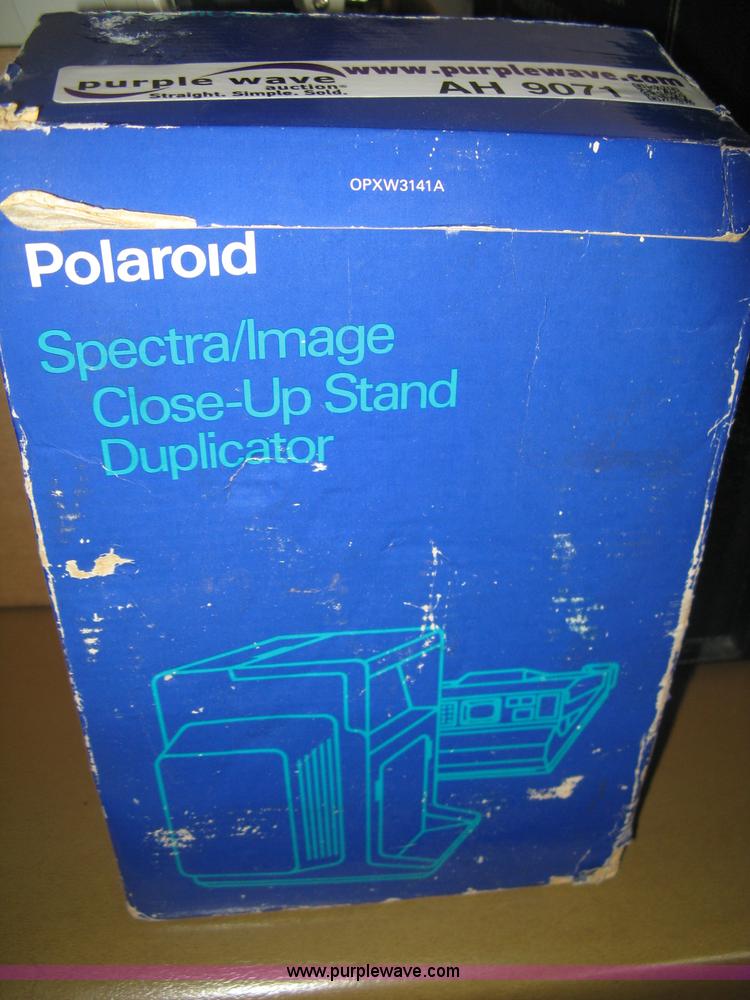 purple wave
auction®
Straight. Simple. Sold.
www.purplewave.com
AH 9071
OPXW3141A
Polaroid
Spectra/Image
Close-Up Stand
Duplicator
www.purplewave.com